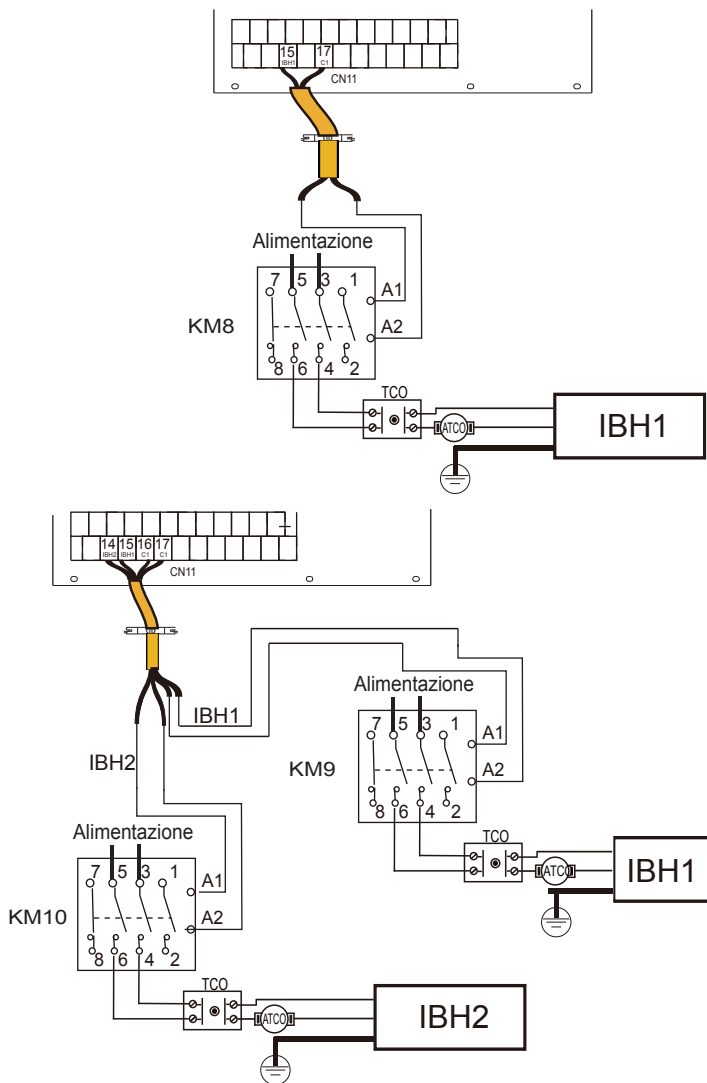 15 17
IBH1 C1
CN11
Alimentazione
7 5 3 1
A1
A2
KM8
8 6 4 2
TCO
ATCO
IBH1
14 15 16 17
IBH2 IBH1 C1 C1
CN11
IBH1
IBH2
Alimentazione
7 5 3 1
A1
A2
KM9
8 6 4 2
TCO
ATCO
IBH1
Alimentazione
7 5 3 1
A1
A2
KM10
8 6 4 2
TCO
ATCO
IBH2